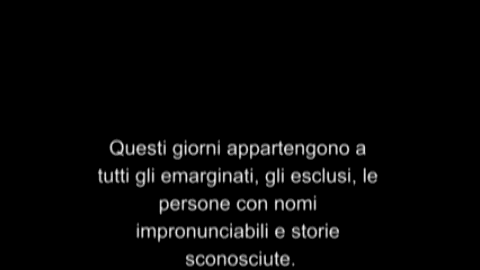 Questi giorni appartengono a
tutti gli emarginati, gli esclusi, le
persone con nomi
impronunciabili e storie
sconosciute.